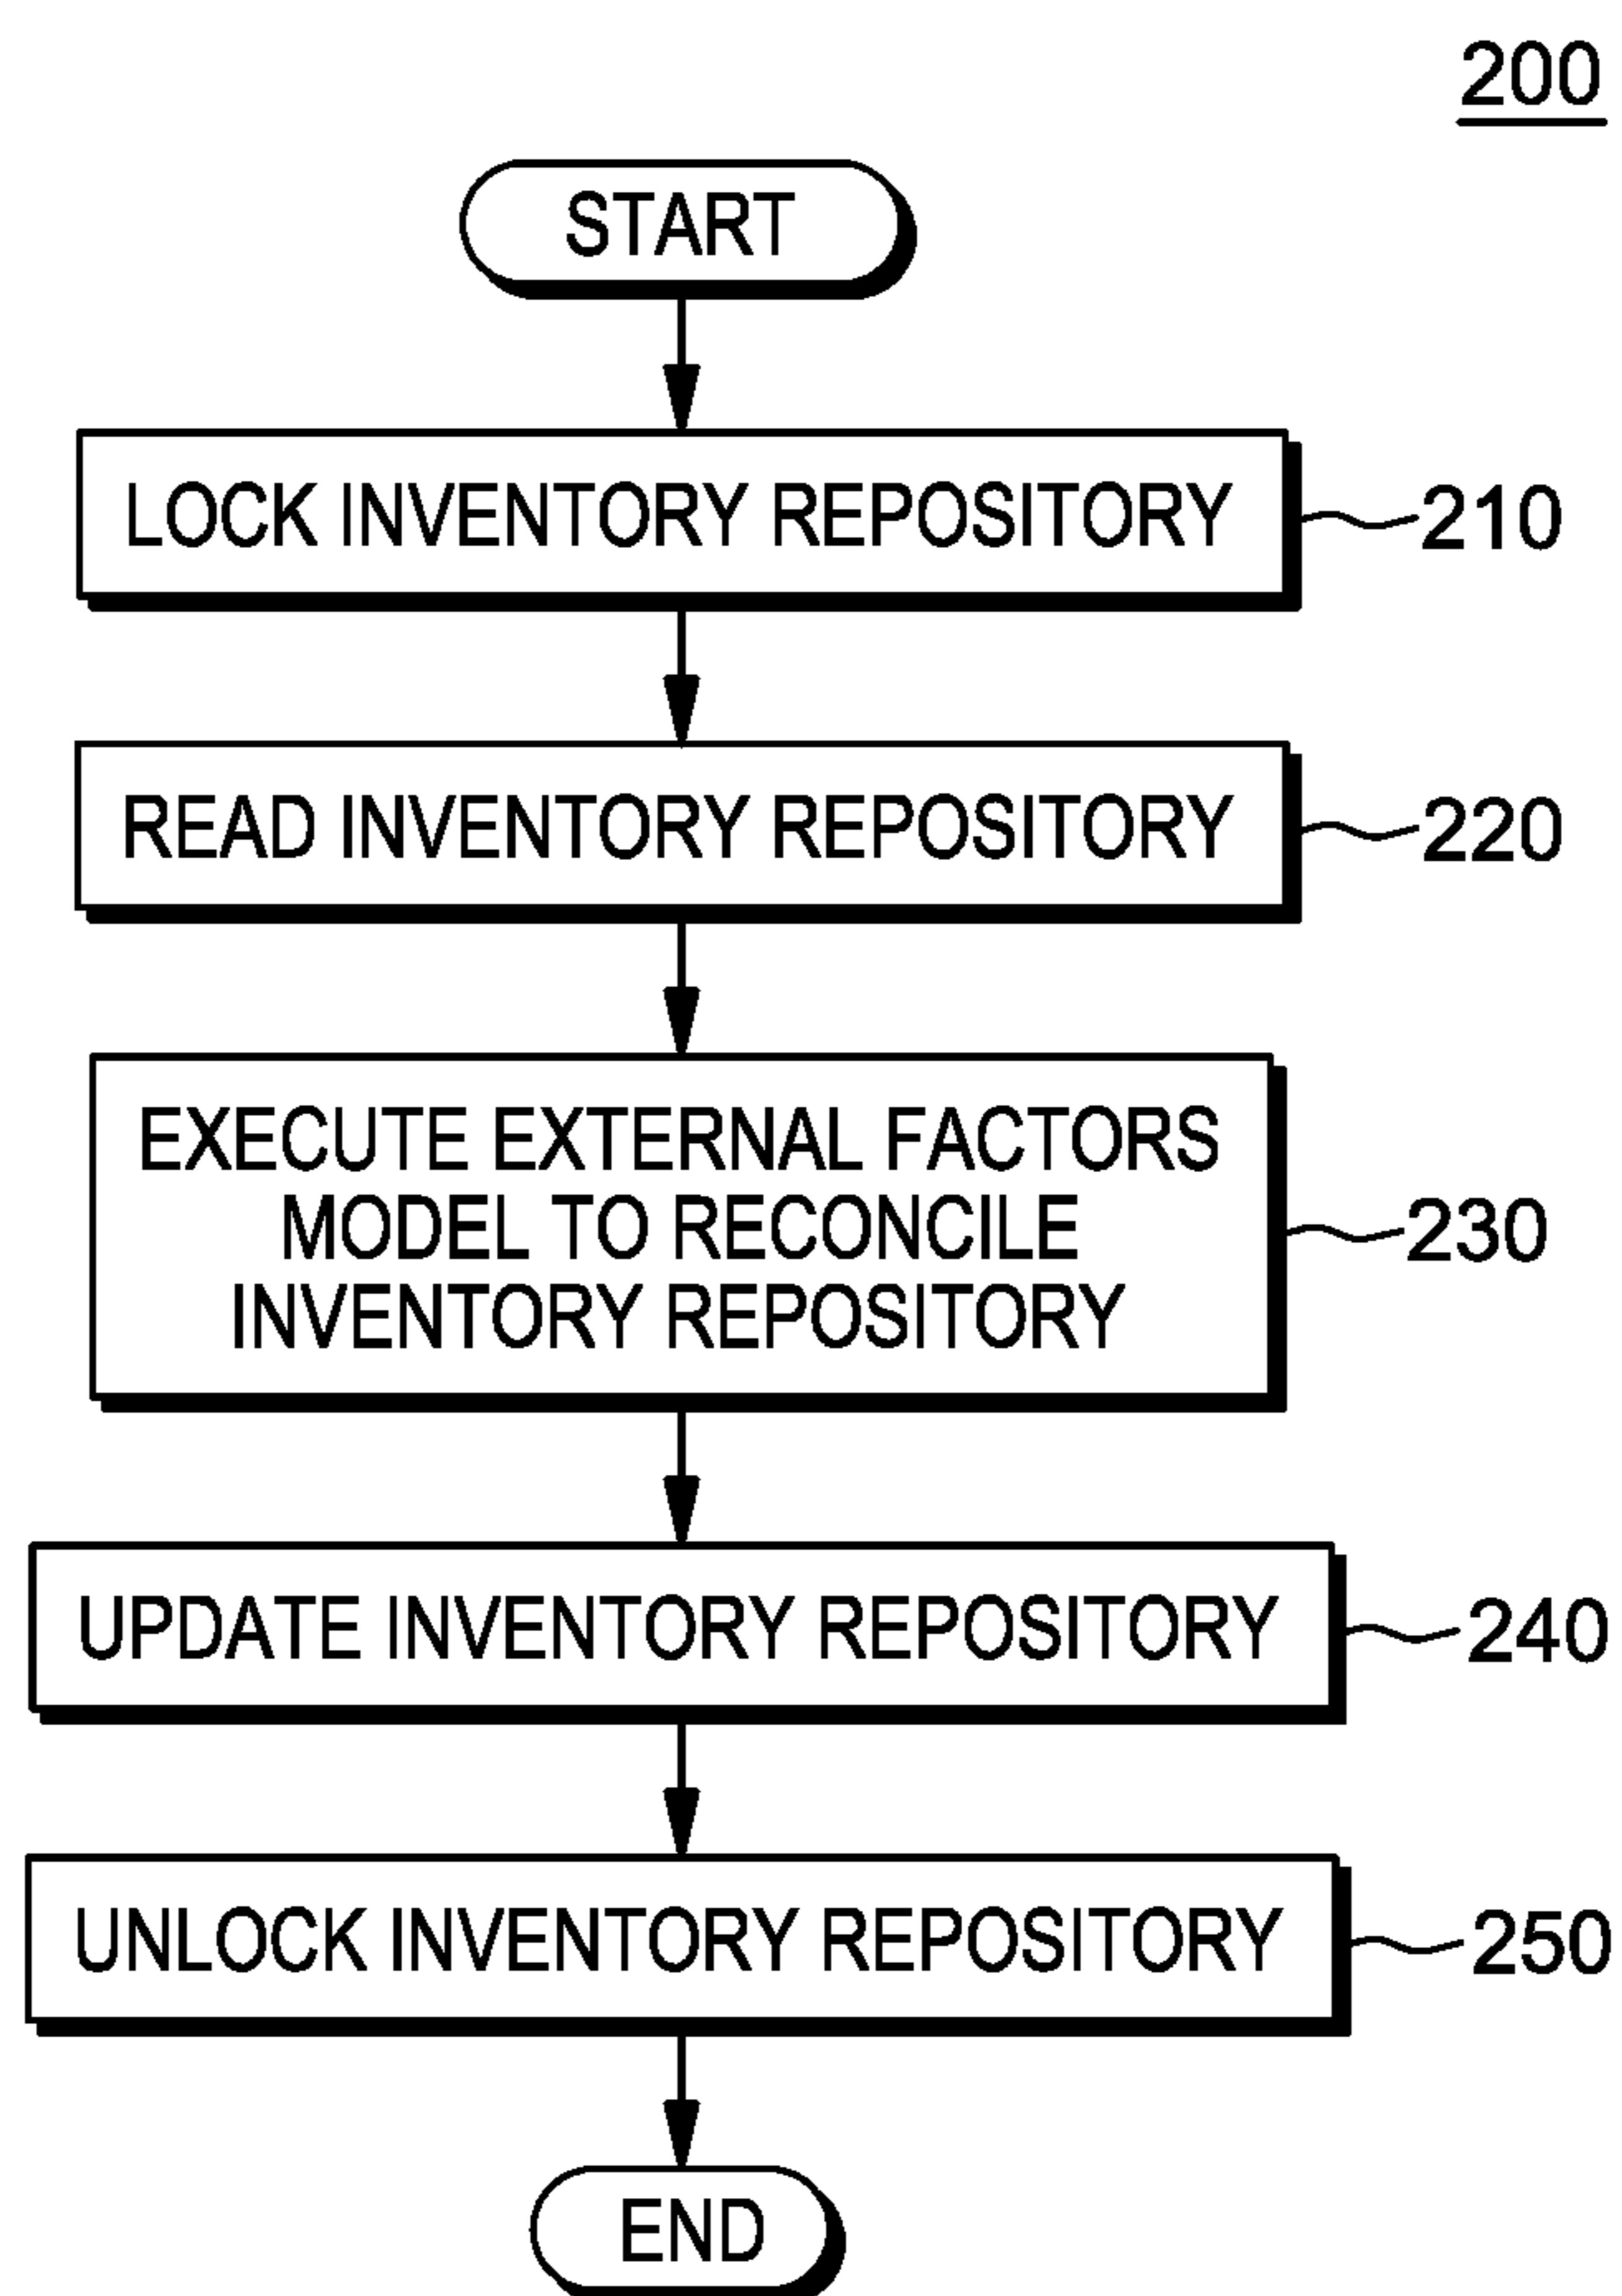 200
START
LOCK INVENTORY REPOSITORY
210
READ INVENTORY REPOSITORY
220
EXECUTE EXTERNAL FACTORS
MODEL TO RECONCILE
INVENTORY REPOSITORY
230
UPDATE INVENTORY REPOSITORY
240
UNLOCK INVENTORY REPOSITORY
250
END